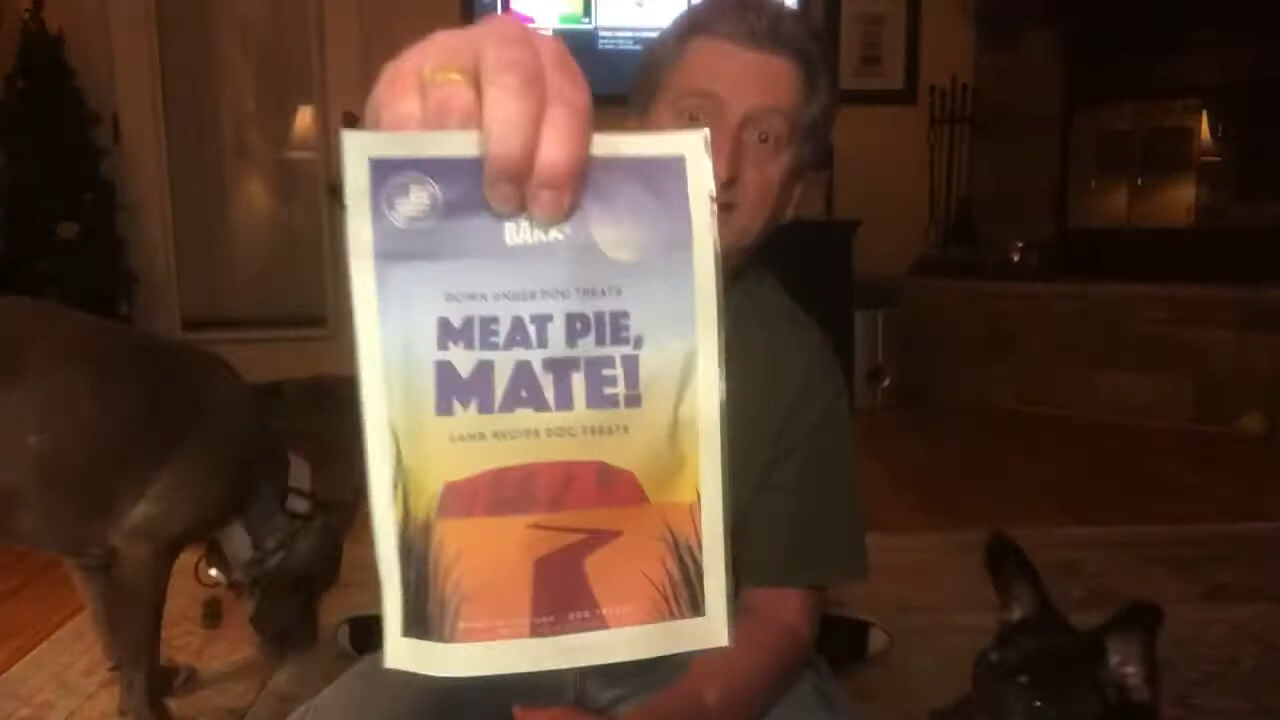 BARK
DOWN UNDER DOG TREATS
MEAT PIE,
MATE!
LAMB RECIPE DOG TREATS